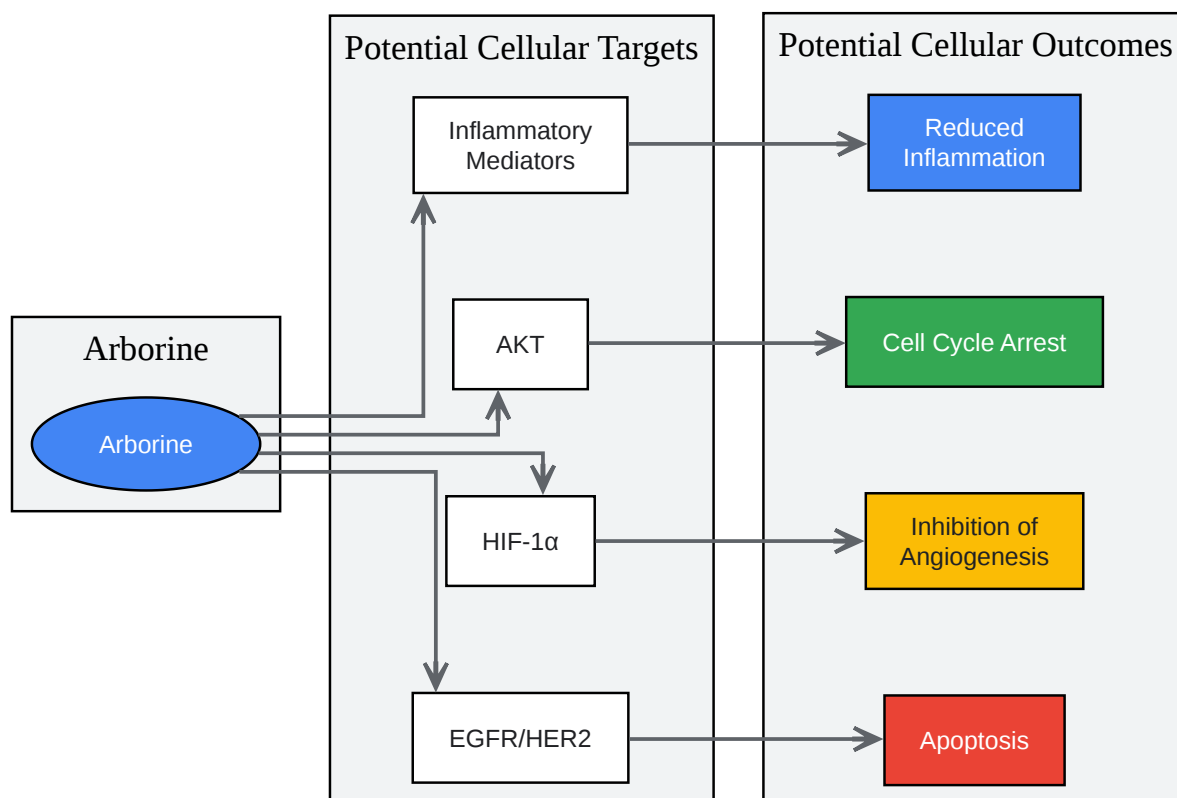 Potential Cellular Targets
Potential Cellular Outcomes
Inflammatory
Mediators
Reduced
Inflammation
Arborine
Arborine
AKT
Cell Cycle Arrest
HIF-1α
Inhibition of
Angiogenesis
EGFR/HER2
Apoptosis